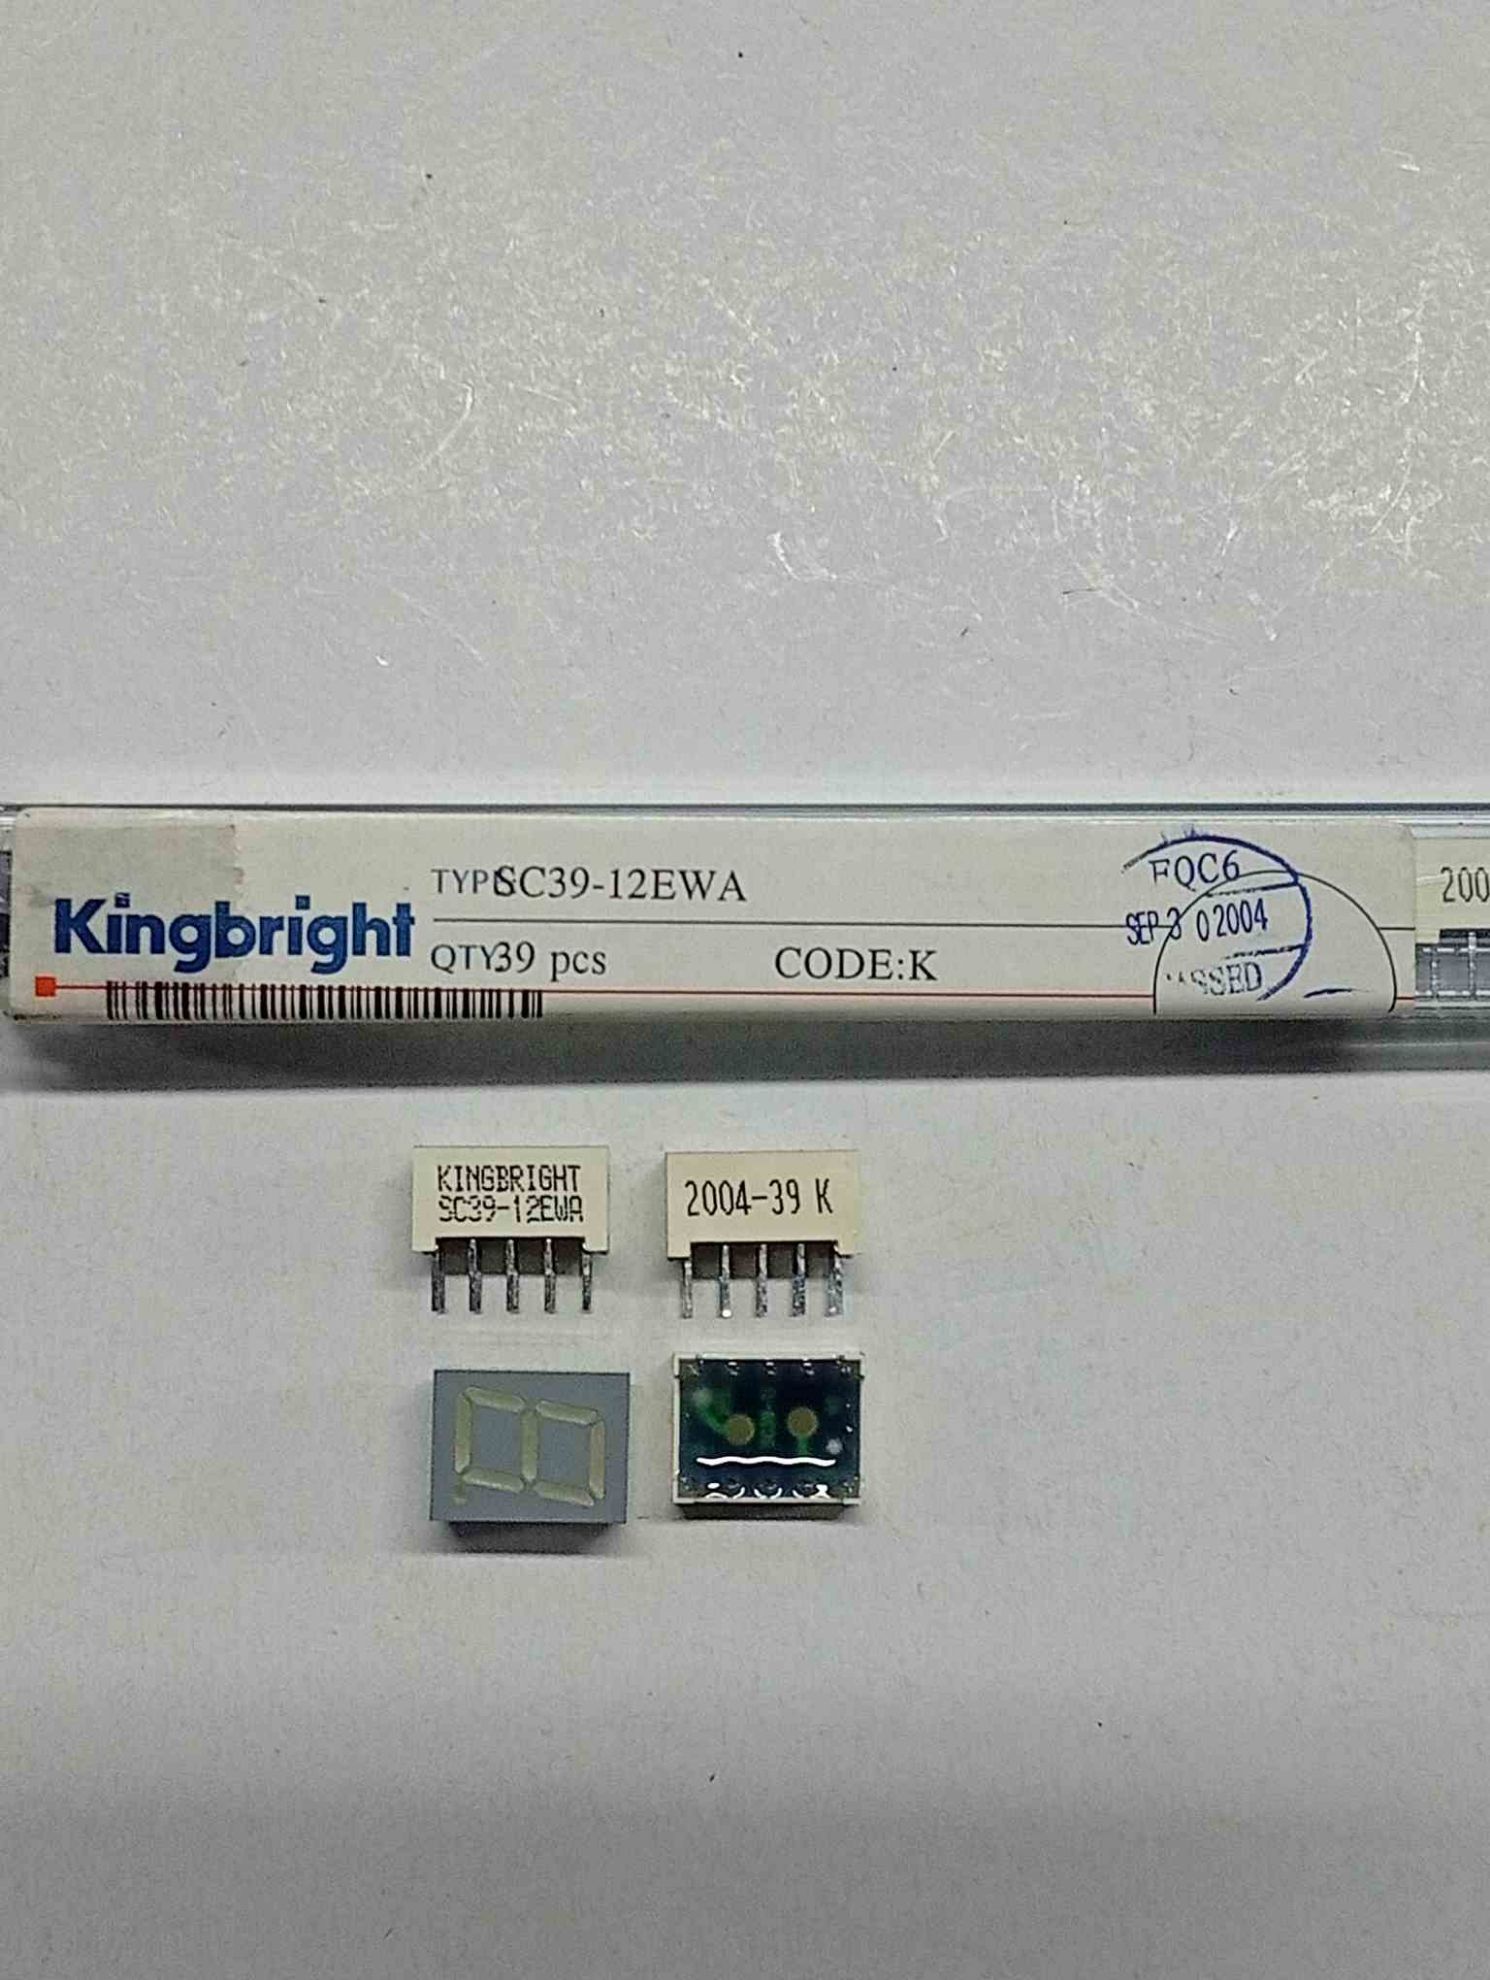 Kingbright
TYPE SC39-12EWA
QTY 39 pcs
CODE:K
FQC6
SEP 3 0 2004
200
KINGBRIGHT
SC39-12EWA
2004-39 K